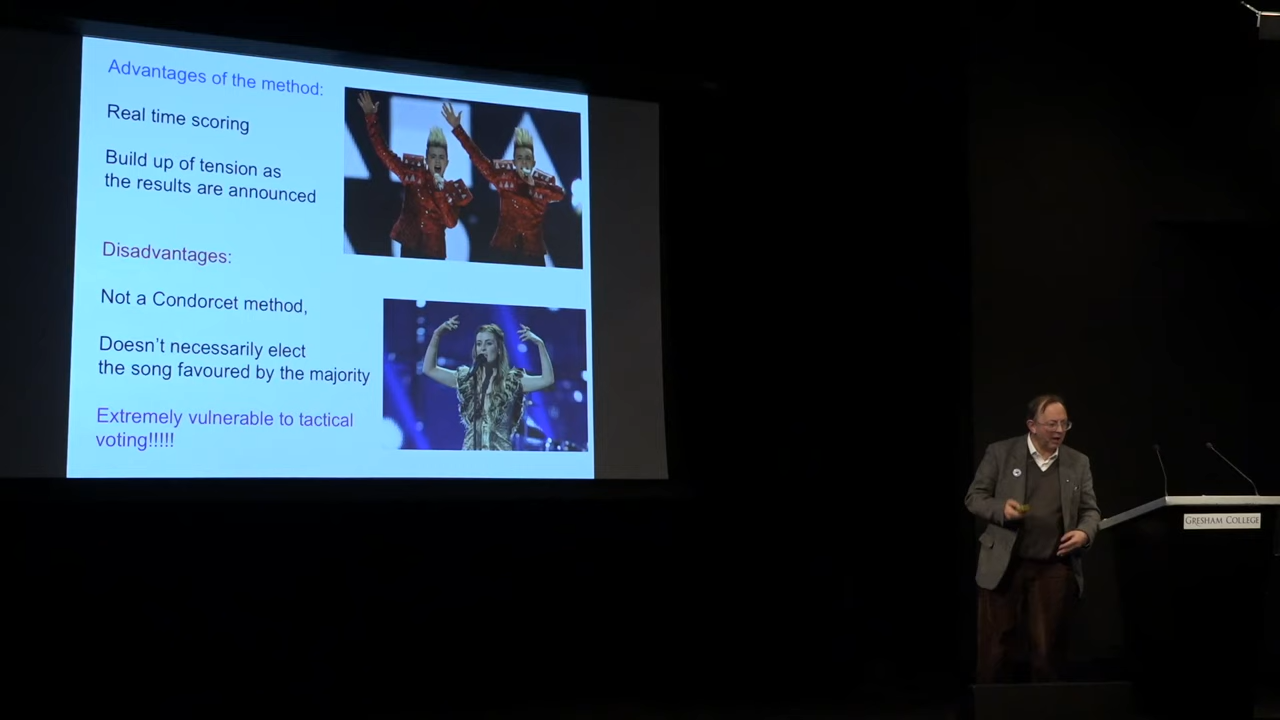 Advantages of the method:
Real time scoring
Build up of tension as
the results are announced
Disadvantages:
Not a Condorcet method,
Doesn't necessarily elect
the song favoured by the majority
Extremely vulnerable to tactical
voting!!!!!
GRESHAM COLLEGE